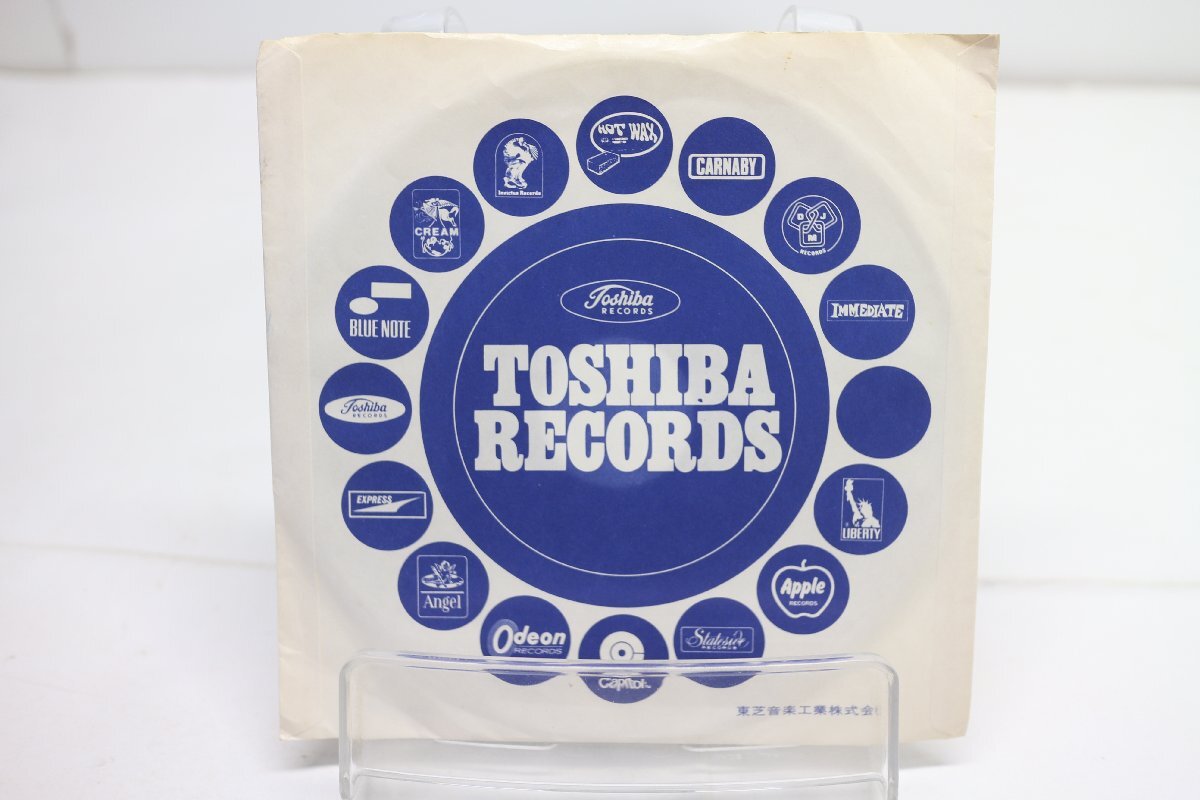 HOT WAX
CARNABY
D J
M
RECORDS
IMMEDIATE
LIBERTY
Apple
RECORDS
Stateside
RECORDS
Capitol
Odeon
RECORDS
Angel
EXPRESS
Toshiba
RECORDS
BLUE NOTE
CREAM
Invictus Records
Toshiba
RECORDS
TOSHIBA
RECORDS
東芝音楽工業株式会